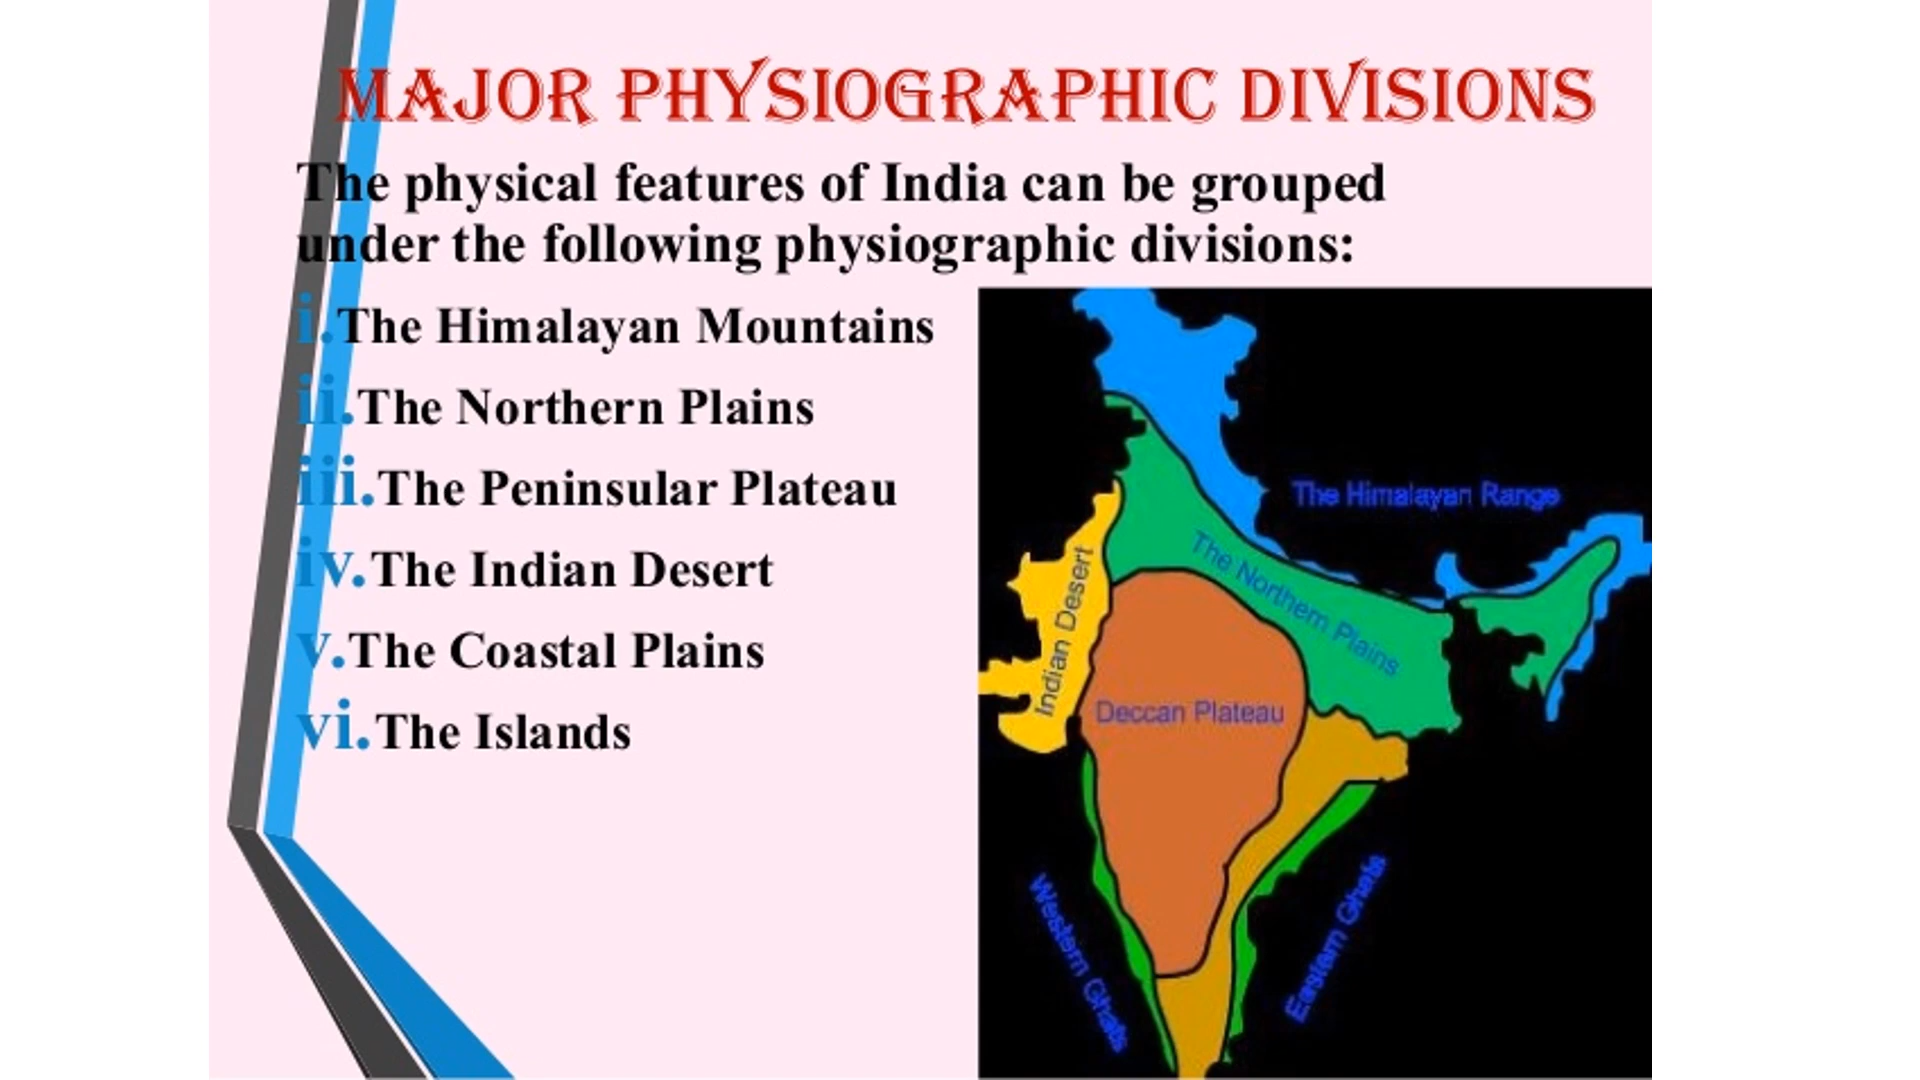 MAJOR PHYSIOGRAPHIC DIVISIONS
The physical features of India can be grouped
under the following physiographic divisions:
i.The Himalayan Mountains
ii.The Northern Plains
iii.The Peninsular Plateau
iv.The Indian Desert
v.The Coastal Plains
vi.The Islands
The Himalayan Range
The Northern Plains
Indian Desert
Deccan Plateau
Western Ghats
Eastern Ghats